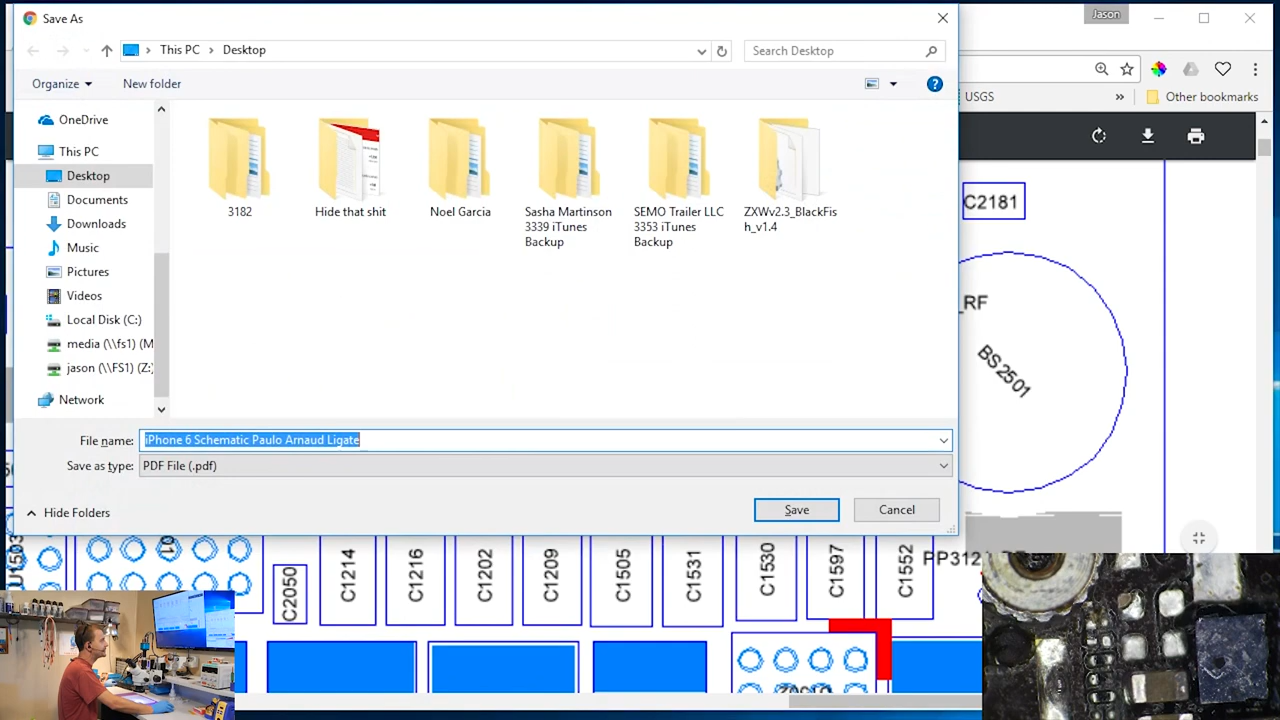 Save As
Jason
This PC
Desktop
Search Desktop
Organize
New folder
USGS
Other bookmarks
OneDrive
This PC
Desktop
Documents
Downloads
Music
Pictures
Videos
Local Disk (C:)
media (\\fs1) (M
jason (\\FS1) (Z:
Network
3182
Hide that shit
Noel Garcia
Sasha Martinson
3339 iTunes
Backup
SEMO Trailer LLC
3353 iTunes
Backup
ZXWv2.3_BlackFis
h_v1.4
C2181
_RF
BS2501
File name:
iPhone 6 Schematic Paulo Arnaud Ligate
Save as type:
PDF File (.pdf)
Hide Folders
Save
Cancel
U1503
01
C2050
C1214
C1216
C1202
C1209
C1505
C1531
C1530
C1597
C1552